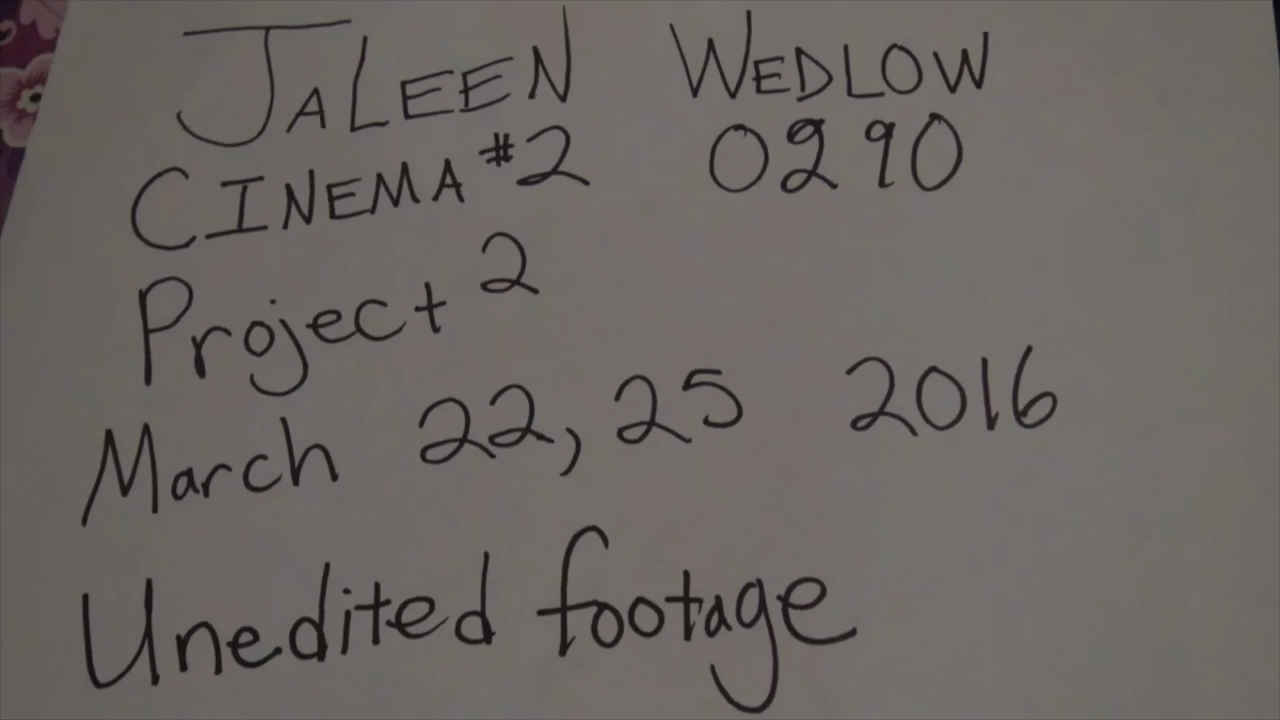 JALEEN WEDLOW
CINEMA #2 0290
Project 2
March 22, 25 2016
Unedited footage